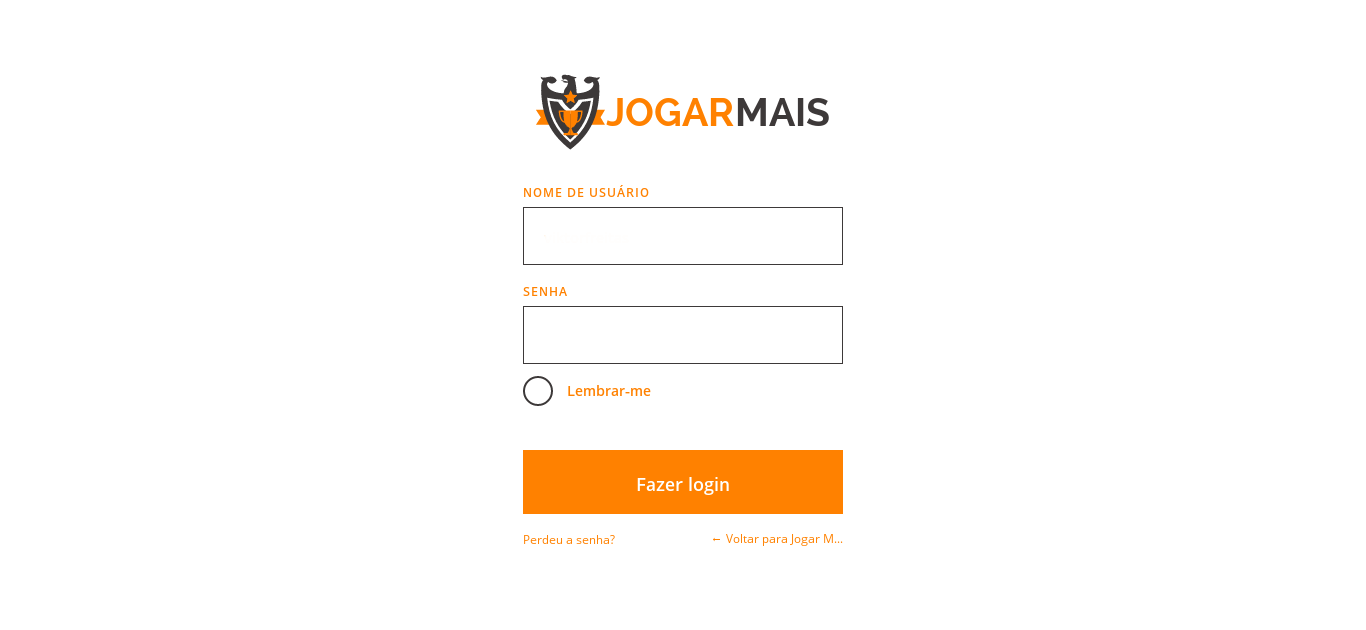 JOGARMAIS
NOME DE USUÁRIO
SENHA
Lembrar-me
Fazer login
Perdeu a senha?
← Voltar para Jogar M...